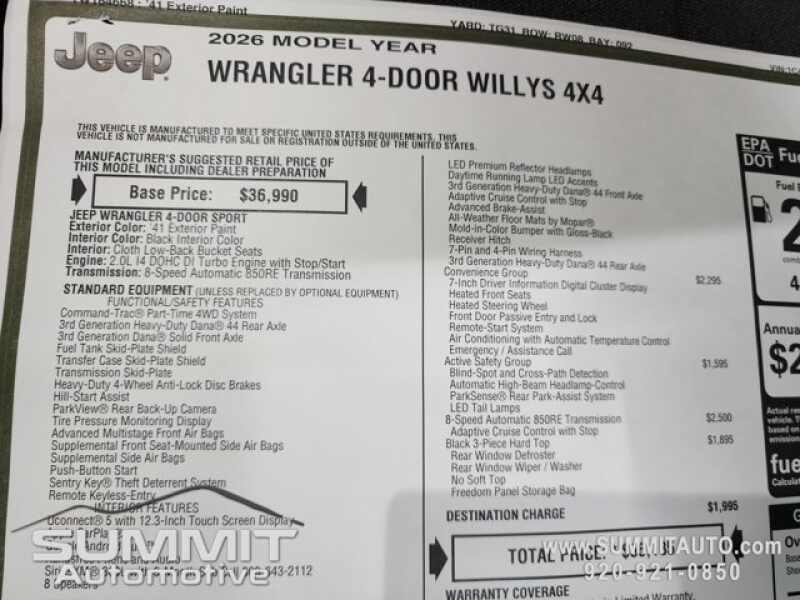 '41 Exterior Paint
YARD: TG31 ROW: RW08 BAY: 092
Jeep
2026 MODEL YEAR
WRANGLER 4-DOOR WILLYS 4X4
THIS VEHICLE IS MANUFACTURED TO MEET SPECIFIC UNITED STATES REQUIREMENTS. THIS
VEHICLE IS NOT MANUFACTURED FOR SALE OR REGISTRATION OUTSIDE OF THE UNITED STATES.
MANUFACTURER'S SUGGESTED RETAIL PRICE OF
THIS MODEL INCLUDING DEALER PREPARATION
Base Price: $36,990
JEEP WRANGLER 4-DOOR SPORT
Exterior Color: '41 Exterior Paint
Interior Color: Black Interior Color
Interior: Cloth Low-Back Bucket Seats
Engine: 2.0L I4 DOHC DI Turbo Engine with Stop/Start
Transmission: 8-Speed Automatic 850RE Transmission
STANDARD EQUIPMENT (UNLESS REPLACED BY OPTIONAL EQUIPMENT)
FUNCTIONAL/SAFETY FEATURES
Command-Trac® Part-Time 4WD System
3rd Generation Heavy-Duty Dana® 44 Rear Axle
3rd Generation Dana® Solid Front Axle
Fuel Tank Skid-Plate Shield
Transfer Case Skid-Plate Shield
Transmission Skid-Plate
Heavy-Duty 4-Wheel Anti-Lock Disc Brakes
Hill-Start Assist
ParkView® Rear Back-Up Camera
Tire Pressure Monitoring Display
Advanced Multistage Front Air Bags
Supplemental Front Seat-Mounted Side Air Bags
Supplemental Side Air Bags
Push-Button Start
Sentry Key® Theft Deterrent System
Remote Keyless-Entry
INTERIOR FEATURES
Uconnect® 5 with 12.3-Inch Touch Screen Display
8 Speakers
LED Premium Reflector Headlamps
Daytime Running Lamp LED Accents
3rd Generation Heavy-Duty Dana® 44 Front Axle
Adaptive Cruise Control with Stop
Advanced Brake-Assist
All-Weather Floor Mats by Mopar®
Mold-in-Color Bumper with Gloss-Black
Receiver Hitch
7-Pin and 4-Pin Wiring Harness
3rd Generation Heavy-Duty Dana® 44 Rear Axle
Convenience Group $2,295
7-Inch Driver Information Digital Cluster Display
Heated Front Seats
Heated Steering Wheel
Front Door Passive Entry and Lock
Remote-Start System
Air Conditioning with Automatic Temperature Control
Emergency / Assistance Call
Active Safety Group $1,595
Blind-Spot and Cross-Path Detection
Automatic High-Beam Headlamp-Control
ParkSense® Rear Park-Assist System
LED Tail Lamps
8-Speed Automatic 850RE Transmission $2,500
Adaptive Cruise Control with Stop
Black 3-Piece Hard Top $1,895
Rear Window Defroster
Rear Window Wiper / Washer
No Soft Top
Freedom Panel Storage Bag
DESTINATION CHARGE $1,995
TOTAL PRICE:
WARRANTY COVERAGE
EPA
DOT
Annua
fue
SUMMIT
Automotive
WWW.SUMMITAUTO.COM
920-921-0850